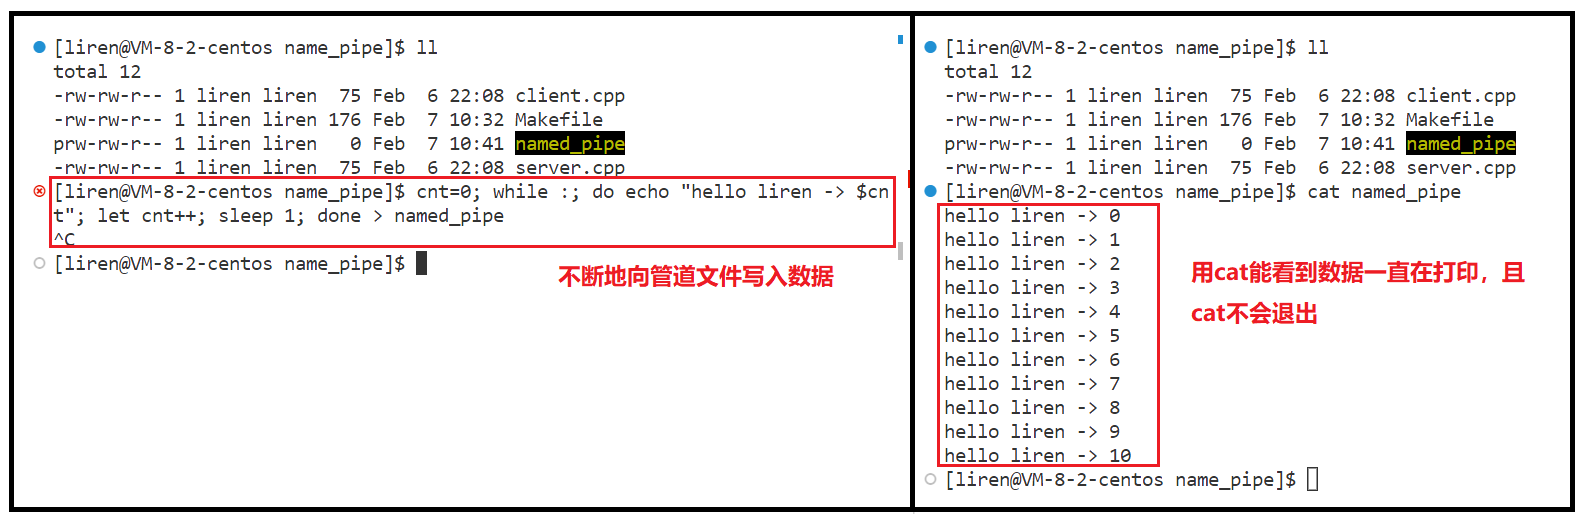 [liren@VM-8-2-centos name_pipe]$ ll
total 12
-rw-rw-r-- 1 liren liren  75 Feb  6 22:08 client.cpp
-rw-rw-r-- 1 liren liren 176 Feb  7 10:32 Makefile
prw-rw-r-- 1 liren liren   0 Feb  7 10:41 named_pipe
-rw-rw-r-- 1 liren liren  75 Feb  6 22:08 server.cpp
[liren@VM-8-2-centos name_pipe]$ cnt=0; while :; do echo "hello liren -> $cn
t"; let cnt++; sleep 1; done > named_pipe
^C
[liren@VM-8-2-centos name_pipe]$
不断地向管道文件写入数据
[liren@VM-8-2-centos name_pipe]$ ll
total 12
-rw-rw-r-- 1 liren liren  75 Feb  6 22:08 client.cpp
-rw-rw-r-- 1 liren liren 176 Feb  7 10:32 Makefile
prw-rw-r-- 1 liren liren   0 Feb  7 10:41 named_pipe
-rw-rw-r-- 1 liren liren  75 Feb  6 22:08 server.cpp
[liren@VM-8-2-centos name_pipe]$ cat named_pipe
hello liren -> 0
hello liren -> 1
hello liren -> 2
hello liren -> 3
hello liren -> 4
hello liren -> 5
hello liren -> 6
hello liren -> 7
hello liren -> 8
hello liren -> 9
hello liren -> 10
[liren@VM-8-2-centos name_pipe]$
用cat能看到数据一直在打印，且
cat不会退出